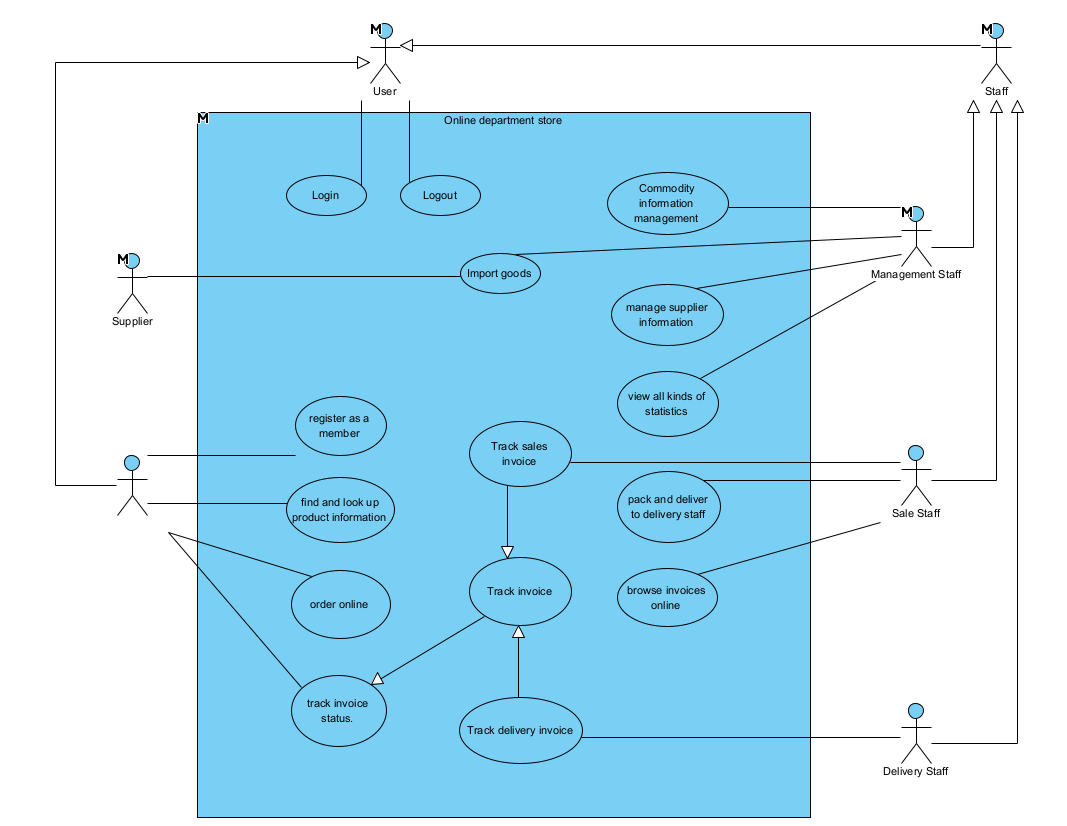 M
M
User
Staff
M
Online department store
Login
Logout
Commodity
information
management
M
Management Staff
M
Supplier
Import goods
manage supplier
information
view all kinds of
statistics
register as a
member
Track sales
invoice
find and look up
product information
pack and deliver
to delivery staff
Sale Staff
order online
Track invoice
browse invoices
online
track invoice
status.
Track delivery invoice
Delivery Staff